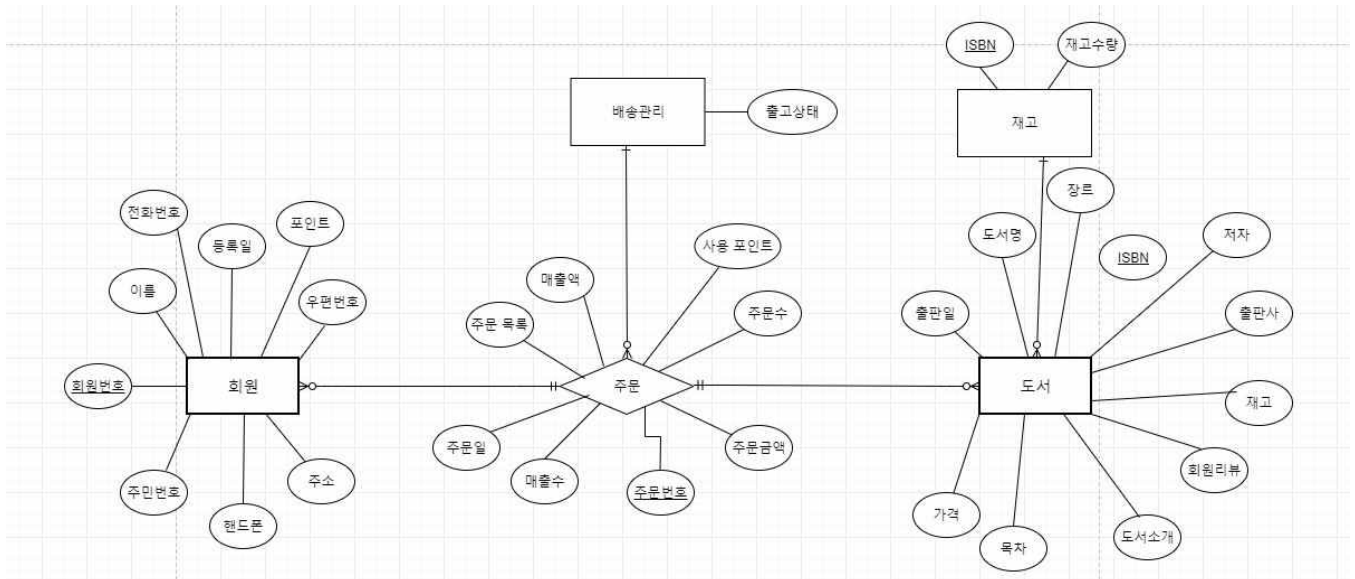 ISBN
재고수량
배송관리
출고상태
재고
전화번호
등록일
포인트
이름
우편번호
회원번호
회원
주민번호
핸드폰
주소
매출액
사용 포인트
주문 목록
주문수
주문
주문일
매출수
주문번호
주문금액
장르
도서명
ISBN
저자
출판일
출판사
도서
재고
회원리뷰
가격
목차
도서소개